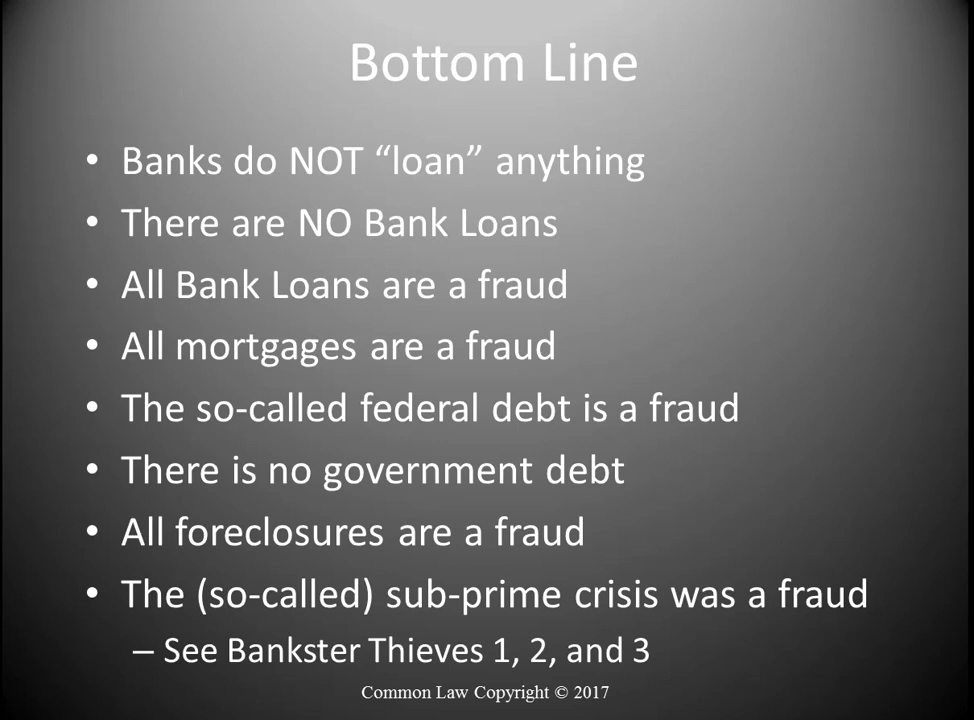 Bottom Line
• Banks do NOT “loan” anything
• There are NO Bank Loans
• All Bank Loans are a fraud
• All mortgages are a fraud
• The so-called federal debt is a fraud
• There is no government debt
• All foreclosures are a fraud
• The (so-called) sub-prime crisis was a fraud
– See Bankster Thieves 1, 2, and 3
Common Law Copyright © 2017